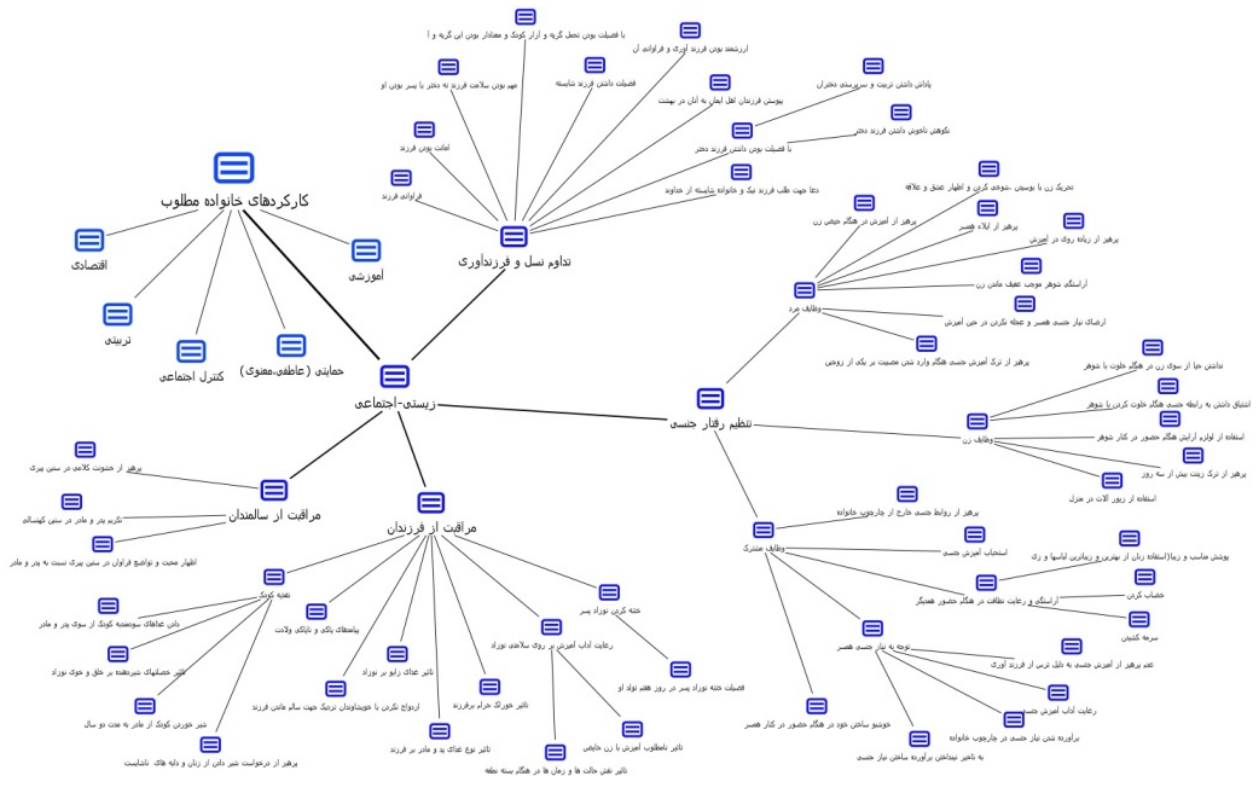 با فضیلت بودن تحمل گریه و آزار کودک و معنادار بودن این گریه و آ
ارزشمند بودن فرزند آوری و فراوانی آن
مهم بودن سلامت فرزند نه دختر یا پسر بودن او
فضیلت داشتن فرزند شایسته
پیوستن فرزندان اهل ایمان به آنان در بهشت
پاداش داشتن تربیت و سرپرستی دختران
امانت بودن فرزند
با فضیلت بودن داشتن فرزند دختر
نکوهش ناخوش داشتن فرزند دختر
فراوانی فرزند
دعا جهت طلب فرزند نیک و خانواده شایسته از خداوند
تداوم نسل و فرزندآوری
کارکردهای خانواده مطلوب
اقتصادی
آموزشی
تربیتی
کنترل اجتماعی
حمایتی (عاطفی،معنوی)
زیستی-اجتماعی
تحریک زن با بوسیدن ،شوخی کردن و اظهار عشق و علاقه
پرهیز از آمیزش در هنگام حیض زن
پرهیز از ایلاء همسر
پرهیز از زیاده روی در آمیزش
آراستگی شوهر موجب عفیف ماندن زن
وظایف مرد
ارضای نیاز جنسی همسر و عجله نکردن در حین آمیزش
پرهیز از ترک آمیزش جنسی هنگام وارد شدن مصیبت بر یکی از زوجین
تنظیم رفتار جنسی
نداشتن حیا از سوی زن در هنگام خلوت با شوهر
اشتیاق داشتن به رابطه جنسی هنگام خلوت کردن با شوهر
وظایف زن
استفاده از لوازم آرایش هنگام حضور در کنار شوهر
پرهیز از ترک زینت بیش از سه روز
استفاده از زیور آلات در منزل
پرهیز از خشونت کلامی در سنین پیری
مراقبت از سالمندان
تکریم پدر و مادر در سنین کهنسالی
اظهار محبت و تواضع فراوان در سنین پیری نسبت به پدر و مادر
مراقبت از فرزندان
تغذیه کودک
دادن غذاهای سودمندبه کودک از سوی پدر و مادر
تاثیر خصلتهای شیردهنده بر خلق و خوی نوزاد
شیر خوردن کودک از مادر به مدت دو سال
پرهیز از درخواست شیر دادن از زنان و دایه های ناشایست
پیامدهای پاکی و ناپاکی ولادت
ازدواج نکردن با خویشاوندان نزدیک جهت سالم ماندن فرزند
تاثیر غذای زایو بر نوزاد
تاثیر نوع غذای پد و مادر بر فرزند
تاثیر خوراک حرام برفرزند
رعایت آداب آمیزش بر روی سلامتی نوزاد
تاثیر نقش حالت ها و زمان ها در هنگام بسته نطفه
تاثیر نامطلوب آمیزش با زن حایض
ختنه کردن نوزاد پسر
فضیلت ختنه نوزاد پسر در روز هفتم تولد او
وظایف مشترک
پرهیز از روابط جنسی خارج از چارچوب خانواده
استحباب آمیزش جنسی
آراستگی و رعایت نظافت در هنگام حضور همدیگر
پوشش مناسب و زیبا(استفاده زنان از بهترین و زیباترین لباسها و زی
خضاب کردن
سرمه کشیدن
توجه به نیاز جنسی همسر
عدم پرهیز از آمیزش جنسی به دلیل ترس از فرزند آوری
رعایت آداب آمیزش جنسی
برآورده شدن نیاز جنسی در چارچوب خانواده
به تاخیر نینداختن برآورده ساختن نیاز جنسی
خوشبو ساختن خود در هنگام حضور در کنار همسر